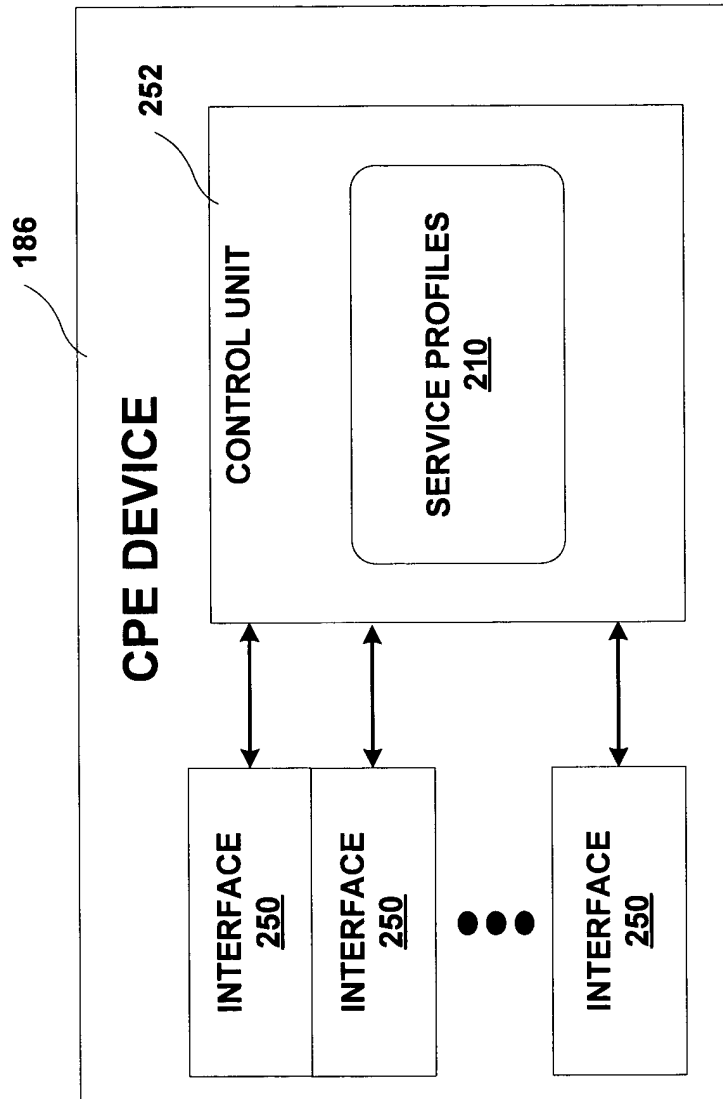 186
CPE DEVICE
252
CONTROL UNIT
SERVICE PROFILES
210
INTERFACE
250
INTERFACE
250
INTERFACE
250